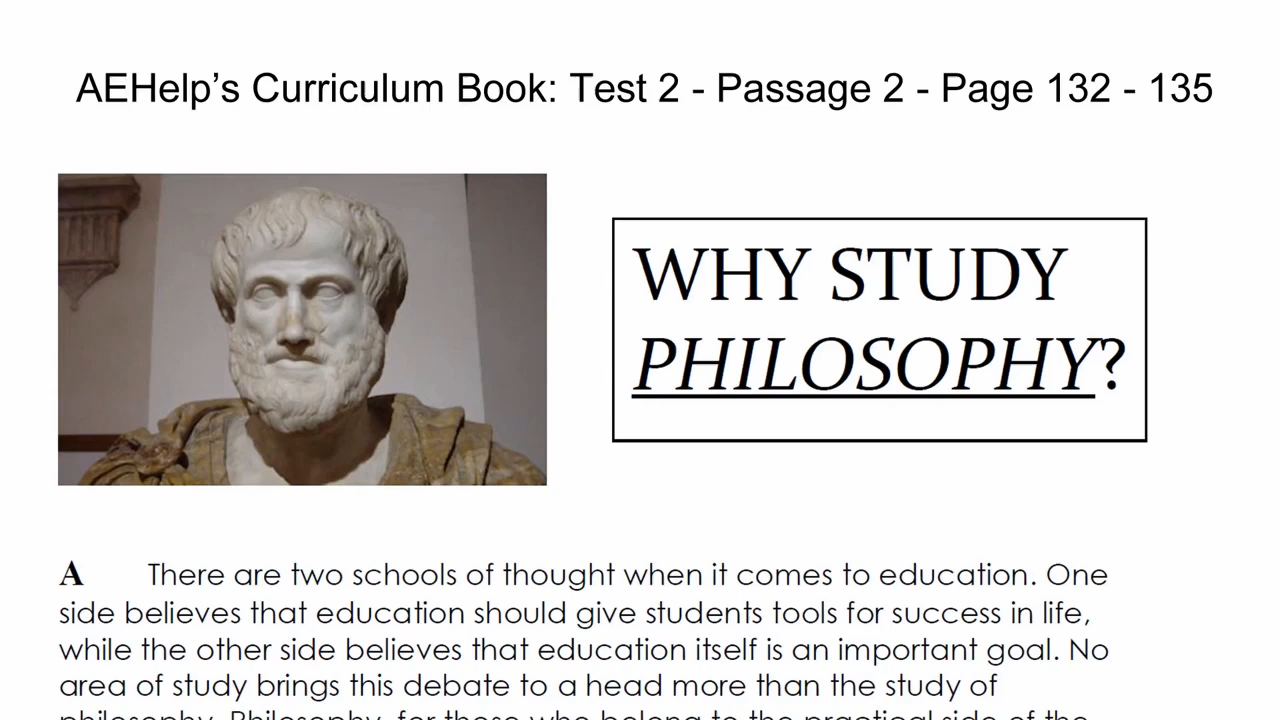 AEHelp’s Curriculum Book: Test 2 - Passage 2 - Page 132 - 135
WHY STUDY
PHILOSOPHY?
A There are two schools of thought when it comes to education. One
side believes that education should give students tools for success in life,
while the other side believes that education itself is an important goal. No
area of study brings this debate to a head more than the study of
philosophy. Philosophy, for those who belong to the practical side of the